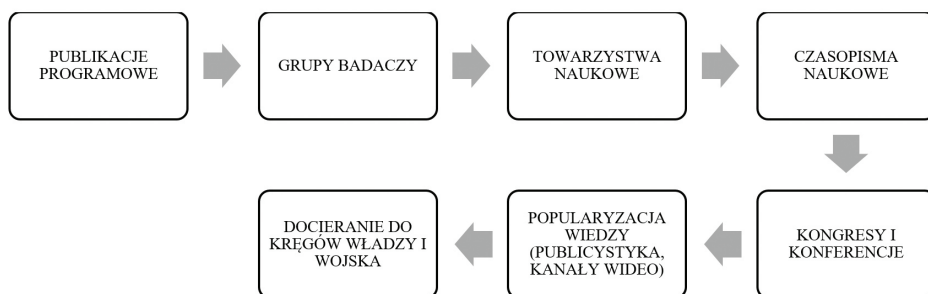 PUBLIKACJE
PROGRAMOWE
GRUPY BADACZY
TOWARZYSTWA
NAUKOWE
CZASOPISMA
NAUKOWE
KONGRESY I
KONFERENCJE
POPULARYZACJA
WIEDZY
(PUBLICYSTYKA,
KANAŁY WIDEO)
DOCIERANIE DO
KRĘGÓW WŁADZY I
WOJSKA